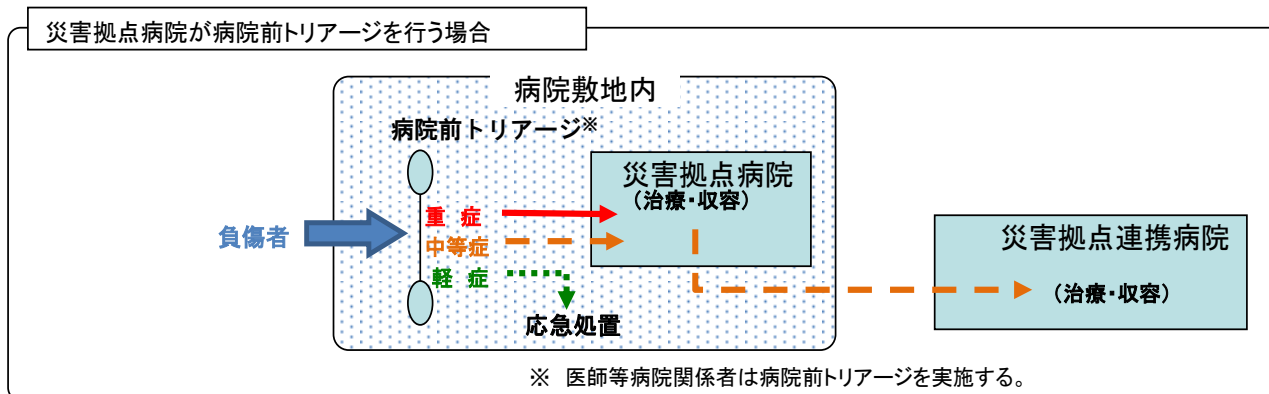 災害拠点病院が病院前トリアージを行う場合
病院敷地内
病院前トリアージ※
災害拠点病院
（治療・収容）
負傷者
重 症
中等症
軽 症
応急処置
災害拠点連携病院
（治療・収容）
※ 医師等病院関係者は病院前トリアージを実施する。